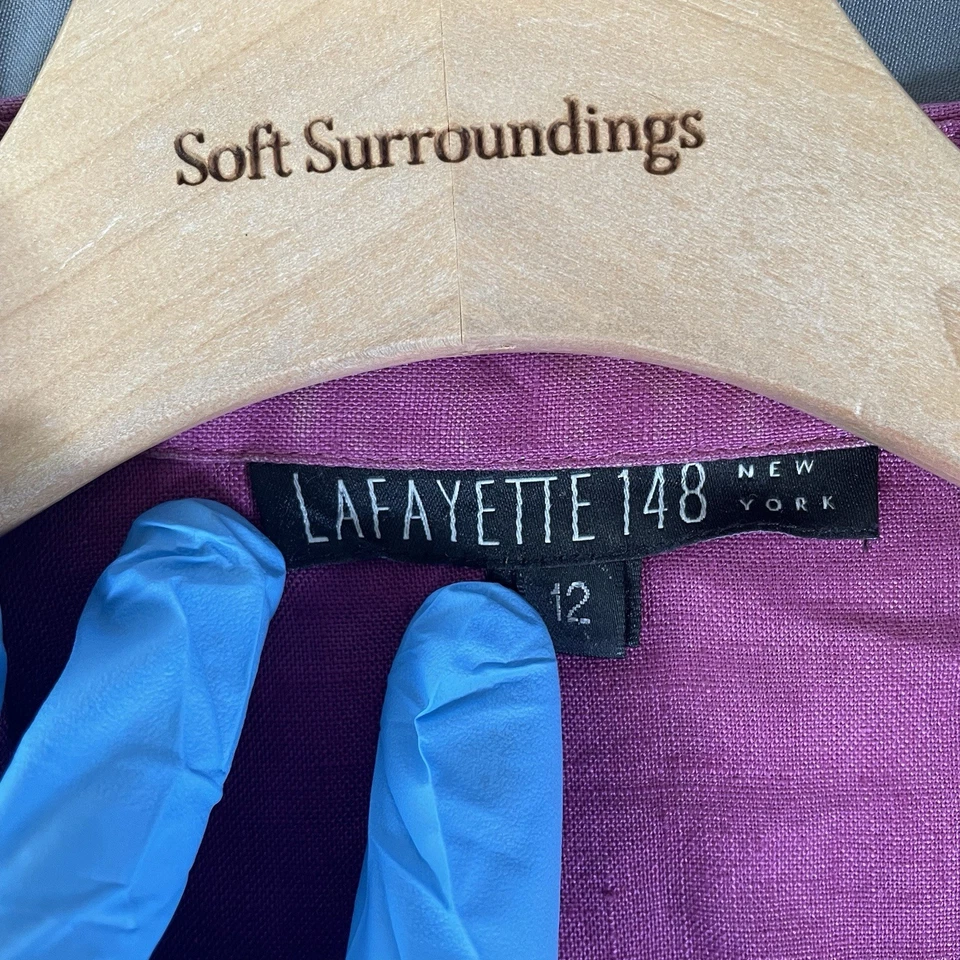 Soft Surroundings
LAFAYETTE 148 NEW YORK
12